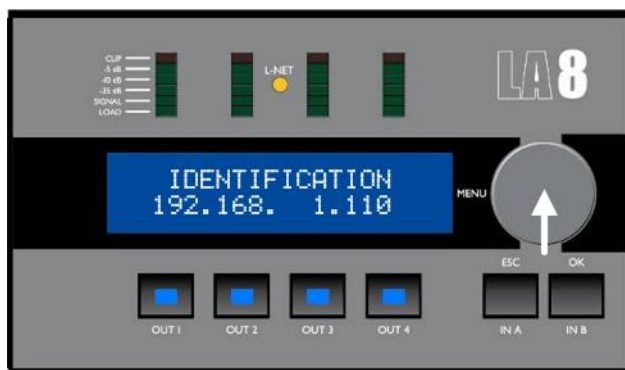 CLIP
-5 dB
-10 dB
-25 dB
SIGNAL
LOAD
L-NET
LA8
IDENTIFICATION
192.168.  1.110
MENU
ESC OK
OUT 1 OUT 2 OUT 3 OUT 4 IN A IN B